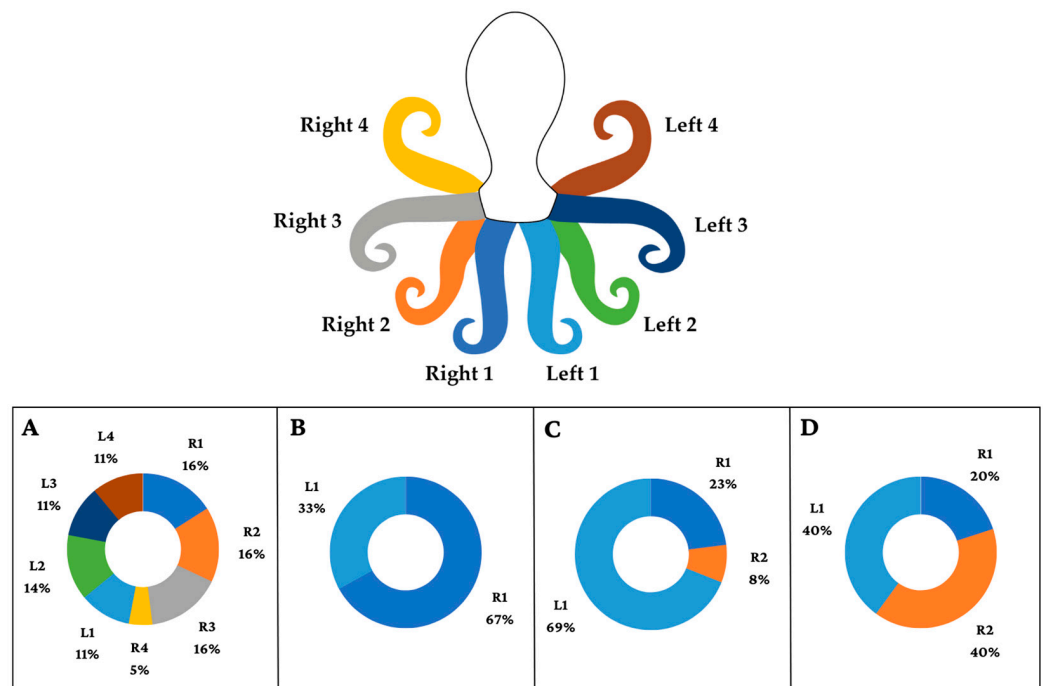 Right 4
Left 4
Right 3
Left 3
Right 2
Left 2
Right 1
Left 1
A
L4
11%
R1
16%
L3
11%
R2
16%
L2
14%
L1
11%
R4
5%
R3
16%
B
L1
33%
R1
67%
C
R1
23%
R2
8%
L1
69%
D
R1
20%
L1
40%
R2
40%